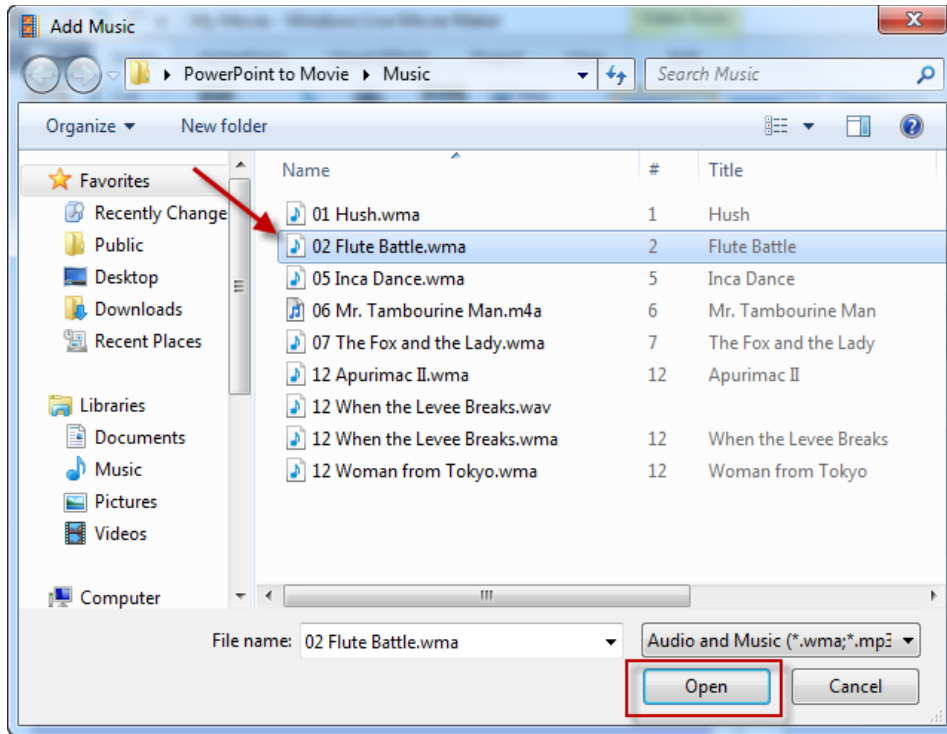 Add Music
PowerPoint to Movie Music
Search Music
Organize New folder
Name # Title
Favorites
Recently Change
Public
Desktop
Downloads
Recent Places
Libraries
Documents
Music
Pictures
Videos
Computer
01 Hush.wma 1 Hush
02 Flute Battle.wma 2 Flute Battle
05 Inca Dance.wma 5 Inca Dance
06 Mr. Tambourine Man.m4a 6 Mr. Tambourine Man
07 The Fox and the Lady.wma 7 The Fox and the Lady
12 Apurimac II.wma 12 Apurimac II
12 When the Levee Breaks.wav
12 When the Levee Breaks.wma 12 When the Levee Breaks
12 Woman from Tokyo.wma 12 Woman from Tokyo
File name: 02 Flute Battle.wma
Audio and Music (*.wma;*.mp3
Open Cancel